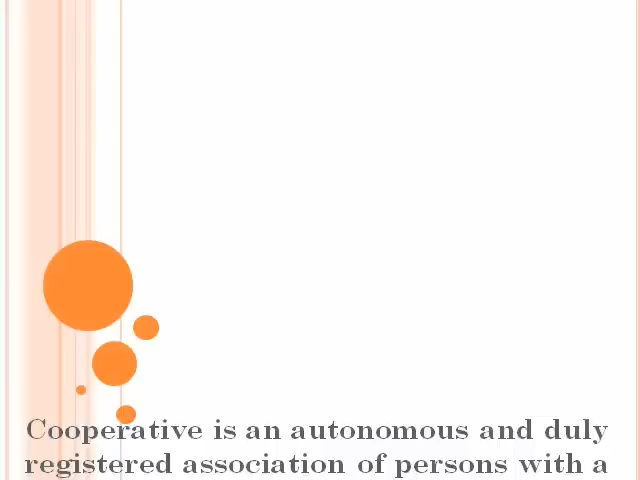 Cooperative is an autonomous and duly
registered association of persons with a